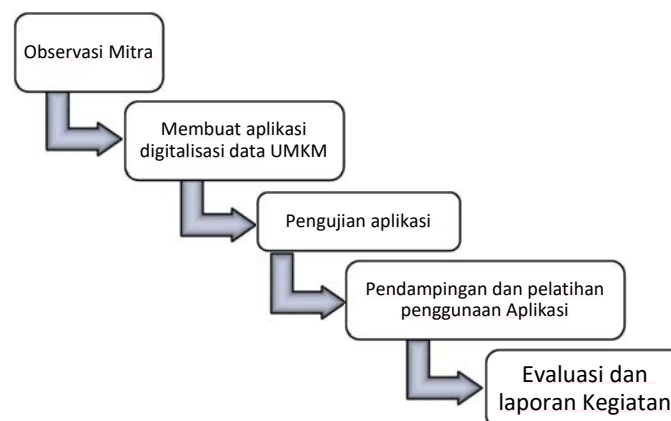 Observasi Mitra
Membuat aplikasi
digitalisasi data UMKM
Pengujian aplikasi
Pendampingan dan pelatihan
penggunaan Aplikasi
Evaluasi dan
laporan Kegiatan